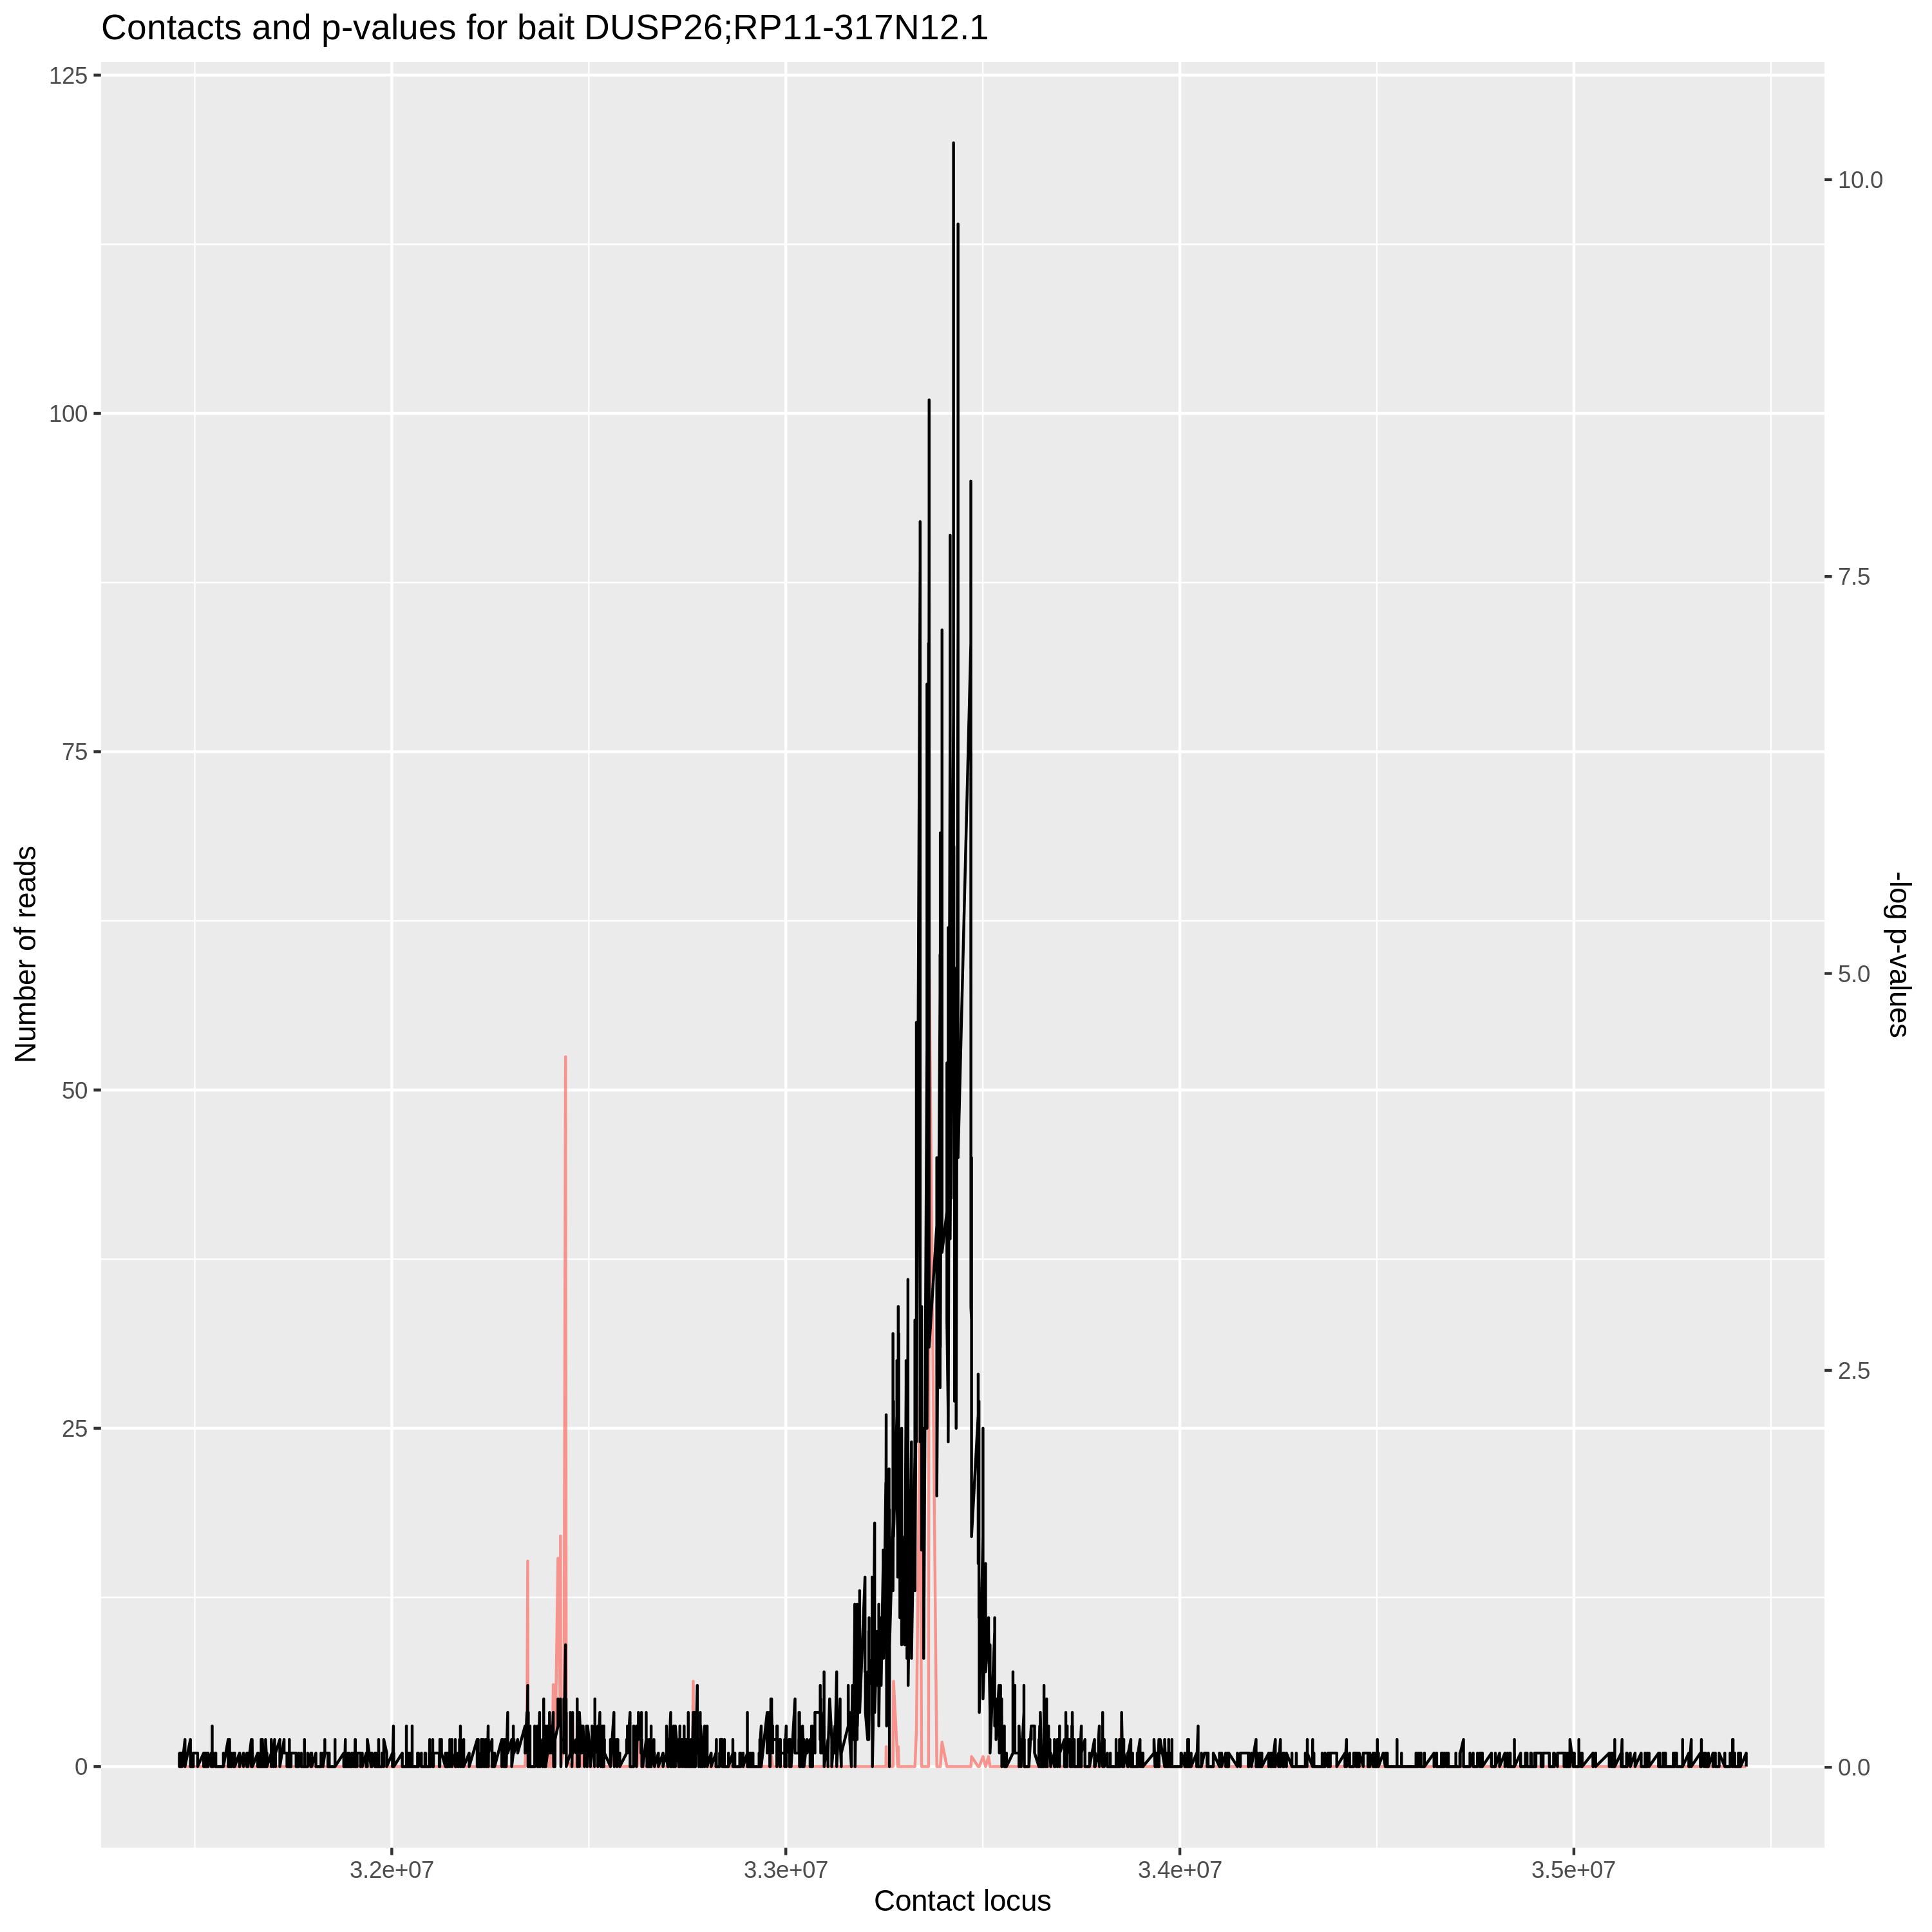 Contacts and p-values for bait DUSP26;RP11-317N12.1
125
100
75
50
25
0
Number of reads
10.0
7.5
5.0
2.5
0.0
-log p-values
3.2e+07
3.3e+07
3.4e+07
3.5e+07
Contact locus